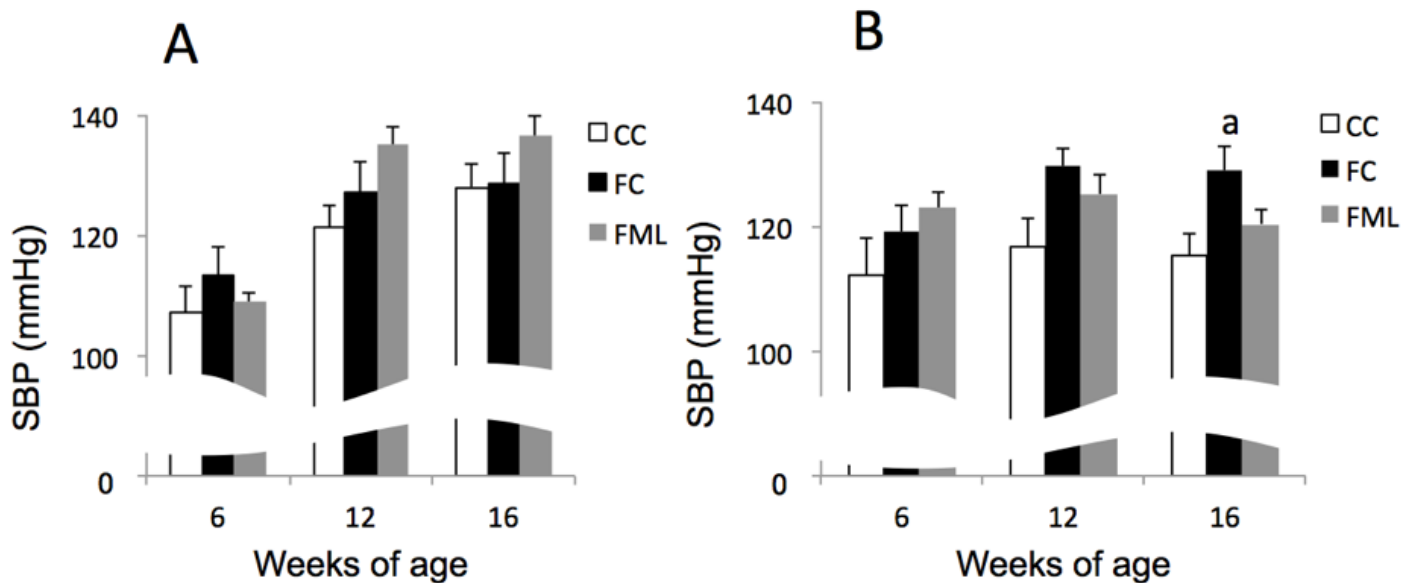 A
SBP (mmHg)
140
120
100
0
6 12 16
Weeks of age
CC
FC
FML
B
SBP (mmHg)
140
120
100
0
a
6 12 16
Weeks of age
CC
FC
FML